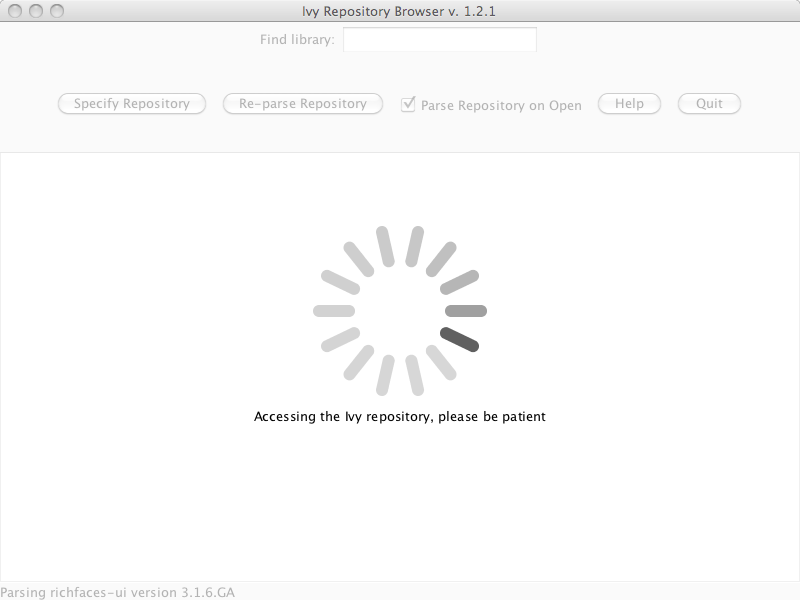 Ivy Repository Browser v. 1.2.1
Find library:
Specify Repository Re-parse Repository Parse Repository on Open Help Quit
Accessing the Ivy repository, please be patient
Parsing richfaces-ui version 3.1.6.GA